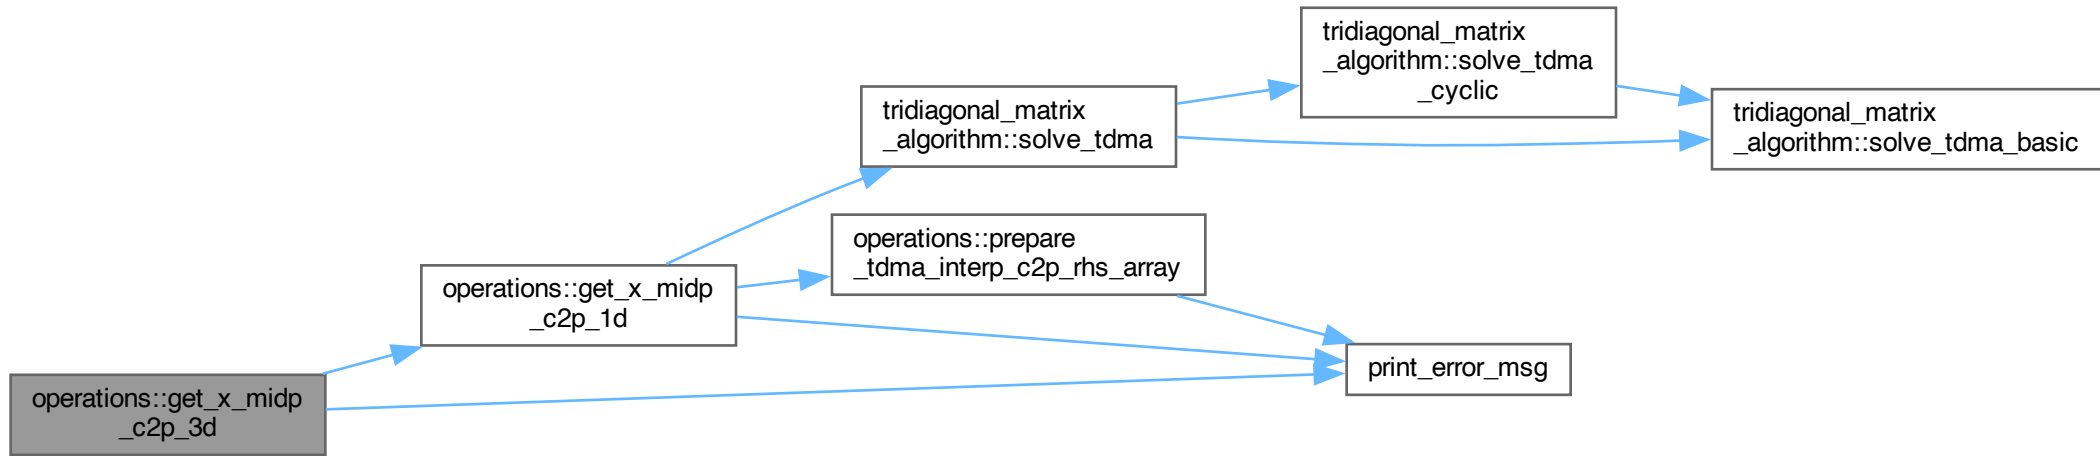 operations::get_x_midp
_c2p_3d
operations::get_x_midp
_c2p_1d
tridiagonal_matrix
_algorithm::solve_tdma
operations::prepare
_tdma_interp_c2p_rhs_array
tridiagonal_matrix
_algorithm::solve_tdma
_cyclic
print_error_msg
tridiagonal_matrix
_algorithm::solve_tdma_basic